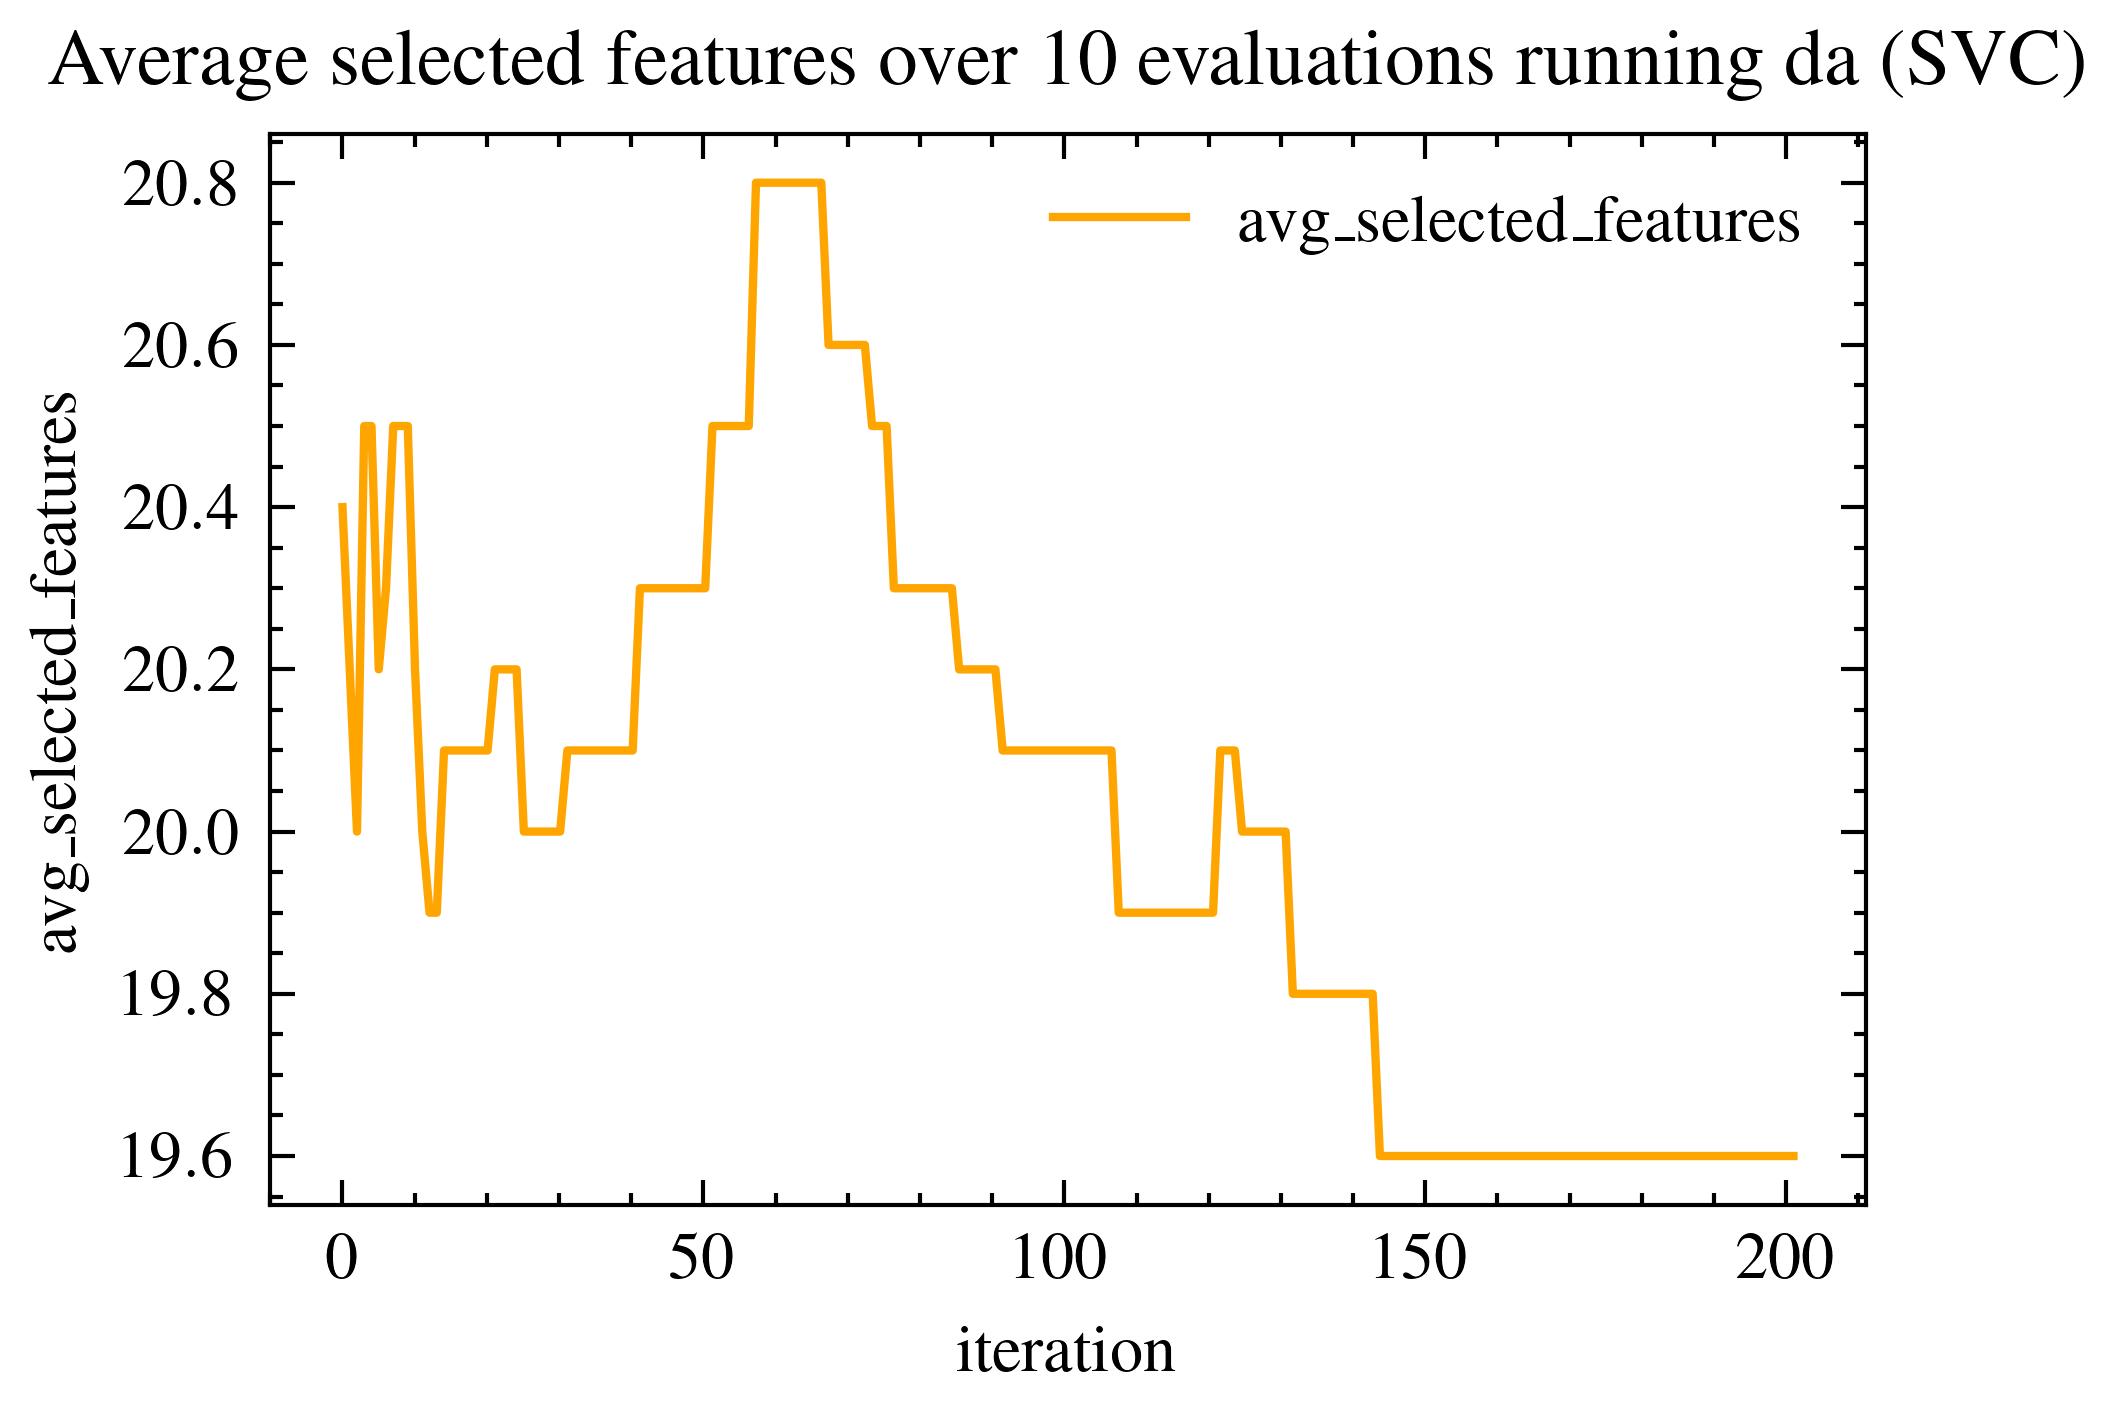 Average selected features over 10 evaluations running da (SVC)
avg_selected_features
20.8
20.6
20.4
20.2
20.0
19.8
19.6
avg_selected_features
0 50 100 150 200
iteration